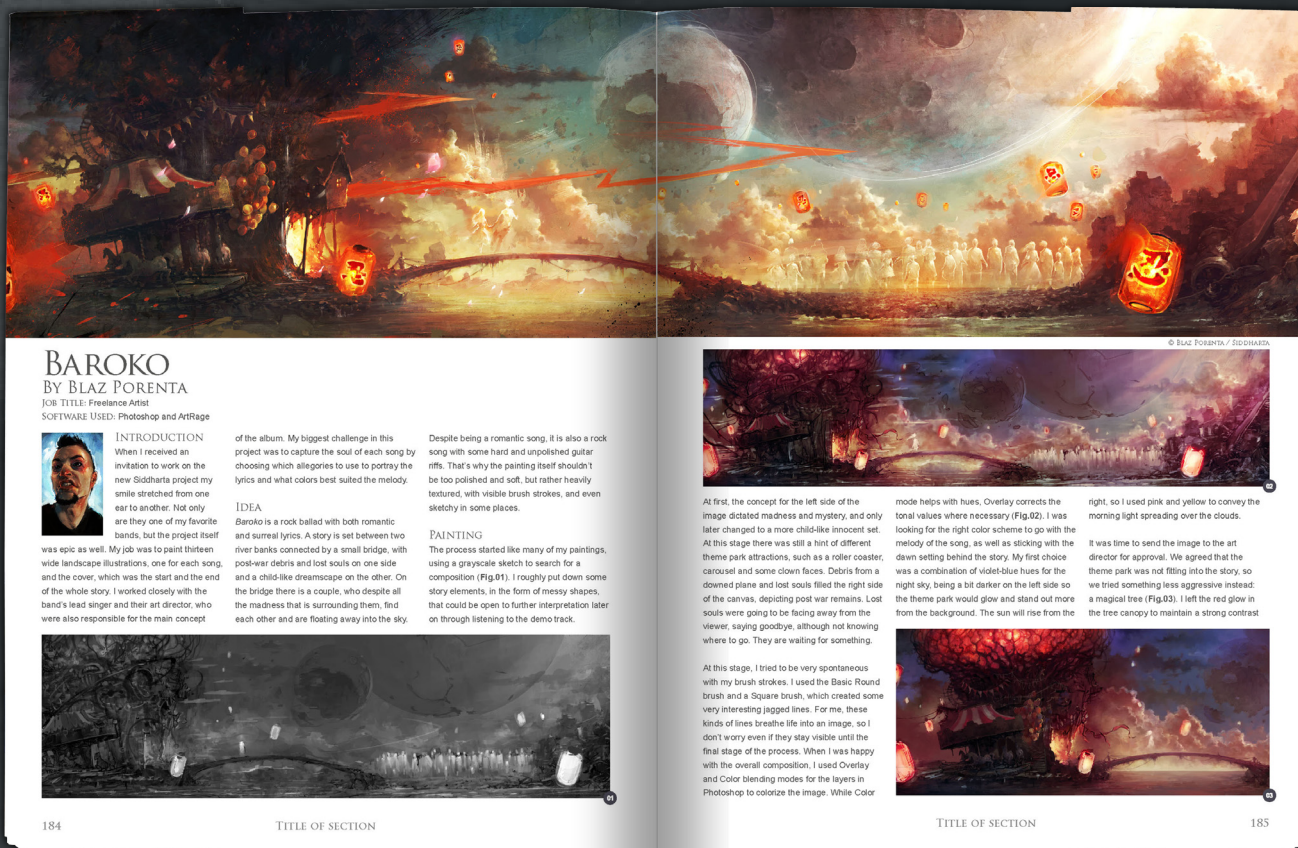 © Blaz Porenta / Siddharta
Baroko
By Blaz Porenta
Job Title: Freelance Artist
Software Used: Photoshop and ArtRage
Introduction
When I received an
invitation to work on the
new Siddharta project my
smile stretched from one
ear to another. Not only
are they one of my favorite
bands, but the project itself
was epic as well. My job was to paint thirteen
wide landscape illustrations, one for each song,
and the cover, which was the start and the end
of the whole story. I worked closely with the
band's lead singer and their art director, who
were also responsible for the main concept
of the album. My biggest challenge in this
project was to capture the soul of each song by
choosing which allegories to use to portray the
lyrics and what colors best suited the melody.
Idea
Baroko is a rock ballad with both romantic
and surreal lyrics. A story is set between two
river banks connected by a small bridge, with
post-war debris and lost souls on one side
and a child-like dreamscape on the other. On
the bridge there is a couple, who despite all
the madness that is surrounding them, find
each other and are floating away into the sky.
Despite being a romantic song, it is also a rock
song with some hard and unpolished guitar
riffs. That's why the painting itself shouldn't
be too polished and soft, but rather heavily
textured, with visible brush strokes, and even
sketchy in some places.
Painting
The process started like many of my paintings,
using a grayscale sketch to search for a
composition (Fig.01). I roughly put down some
story elements, in the form of messy shapes,
that could be open to further interpretation later
on through listening to the demo track.
01
184
Title of section
02
At first, the concept for the left side of the
image dictated madness and mystery, and only
later changed to a more child-like innocent set.
At this stage there was still a hint of different
theme park attractions, such as a roller coaster,
carousel and some clown faces. Debris from a
downed plane and lost souls filled the right side
of the canvas, depicting post war remains. Lost
souls were going to be facing away from the
viewer, saying goodbye, although not knowing
where to go. They are waiting for something.
At this stage, I tried to be very spontaneous
with my brush strokes. I used the Basic Round
brush and a Square brush, which created some
very interesting jagged lines. For me, these
kinds of lines breathe life into an image, so I
don't worry even if they stay visible until the
final stage of the process. When I was happy
with the overall composition, I used Overlay
and Color blending modes for the layers in
Photoshop to colorize the image. While Color
mode helps with hues, Overlay corrects the
tonal values where necessary (Fig.02). I was
looking for the right color scheme to go with the
melody of the song, as well as sticking with the
dawn setting behind the story. My first choice
was a combination of violet-blue hues for the
night sky, being a bit darker on the left side so
the theme park would glow and stand out more
from the background. The sun will rise from the
right, so I used pink and yellow to convey the
morning light spreading over the clouds.
It was time to send the image to the art
director for approval. We agreed that the
theme park was not fitting into the story, so
we tried something less aggressive instead:
a magical tree (Fig.03). I left the red glow in
the tree canopy to maintain a strong contrast
03
Title of section
185